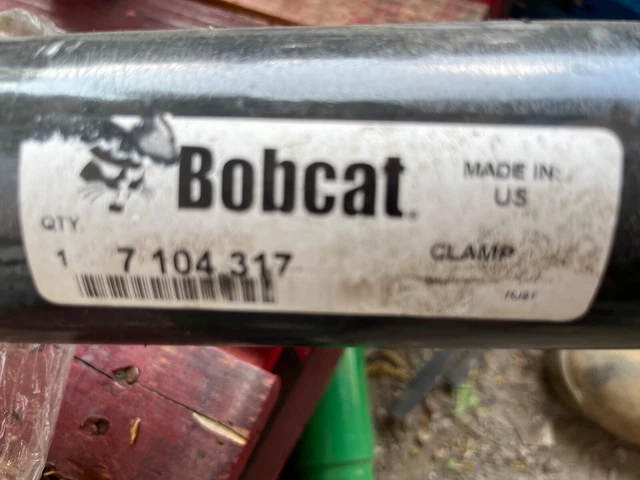 Bobcat
MADE IN
US
QTY
1 7 104 317
CLAMP